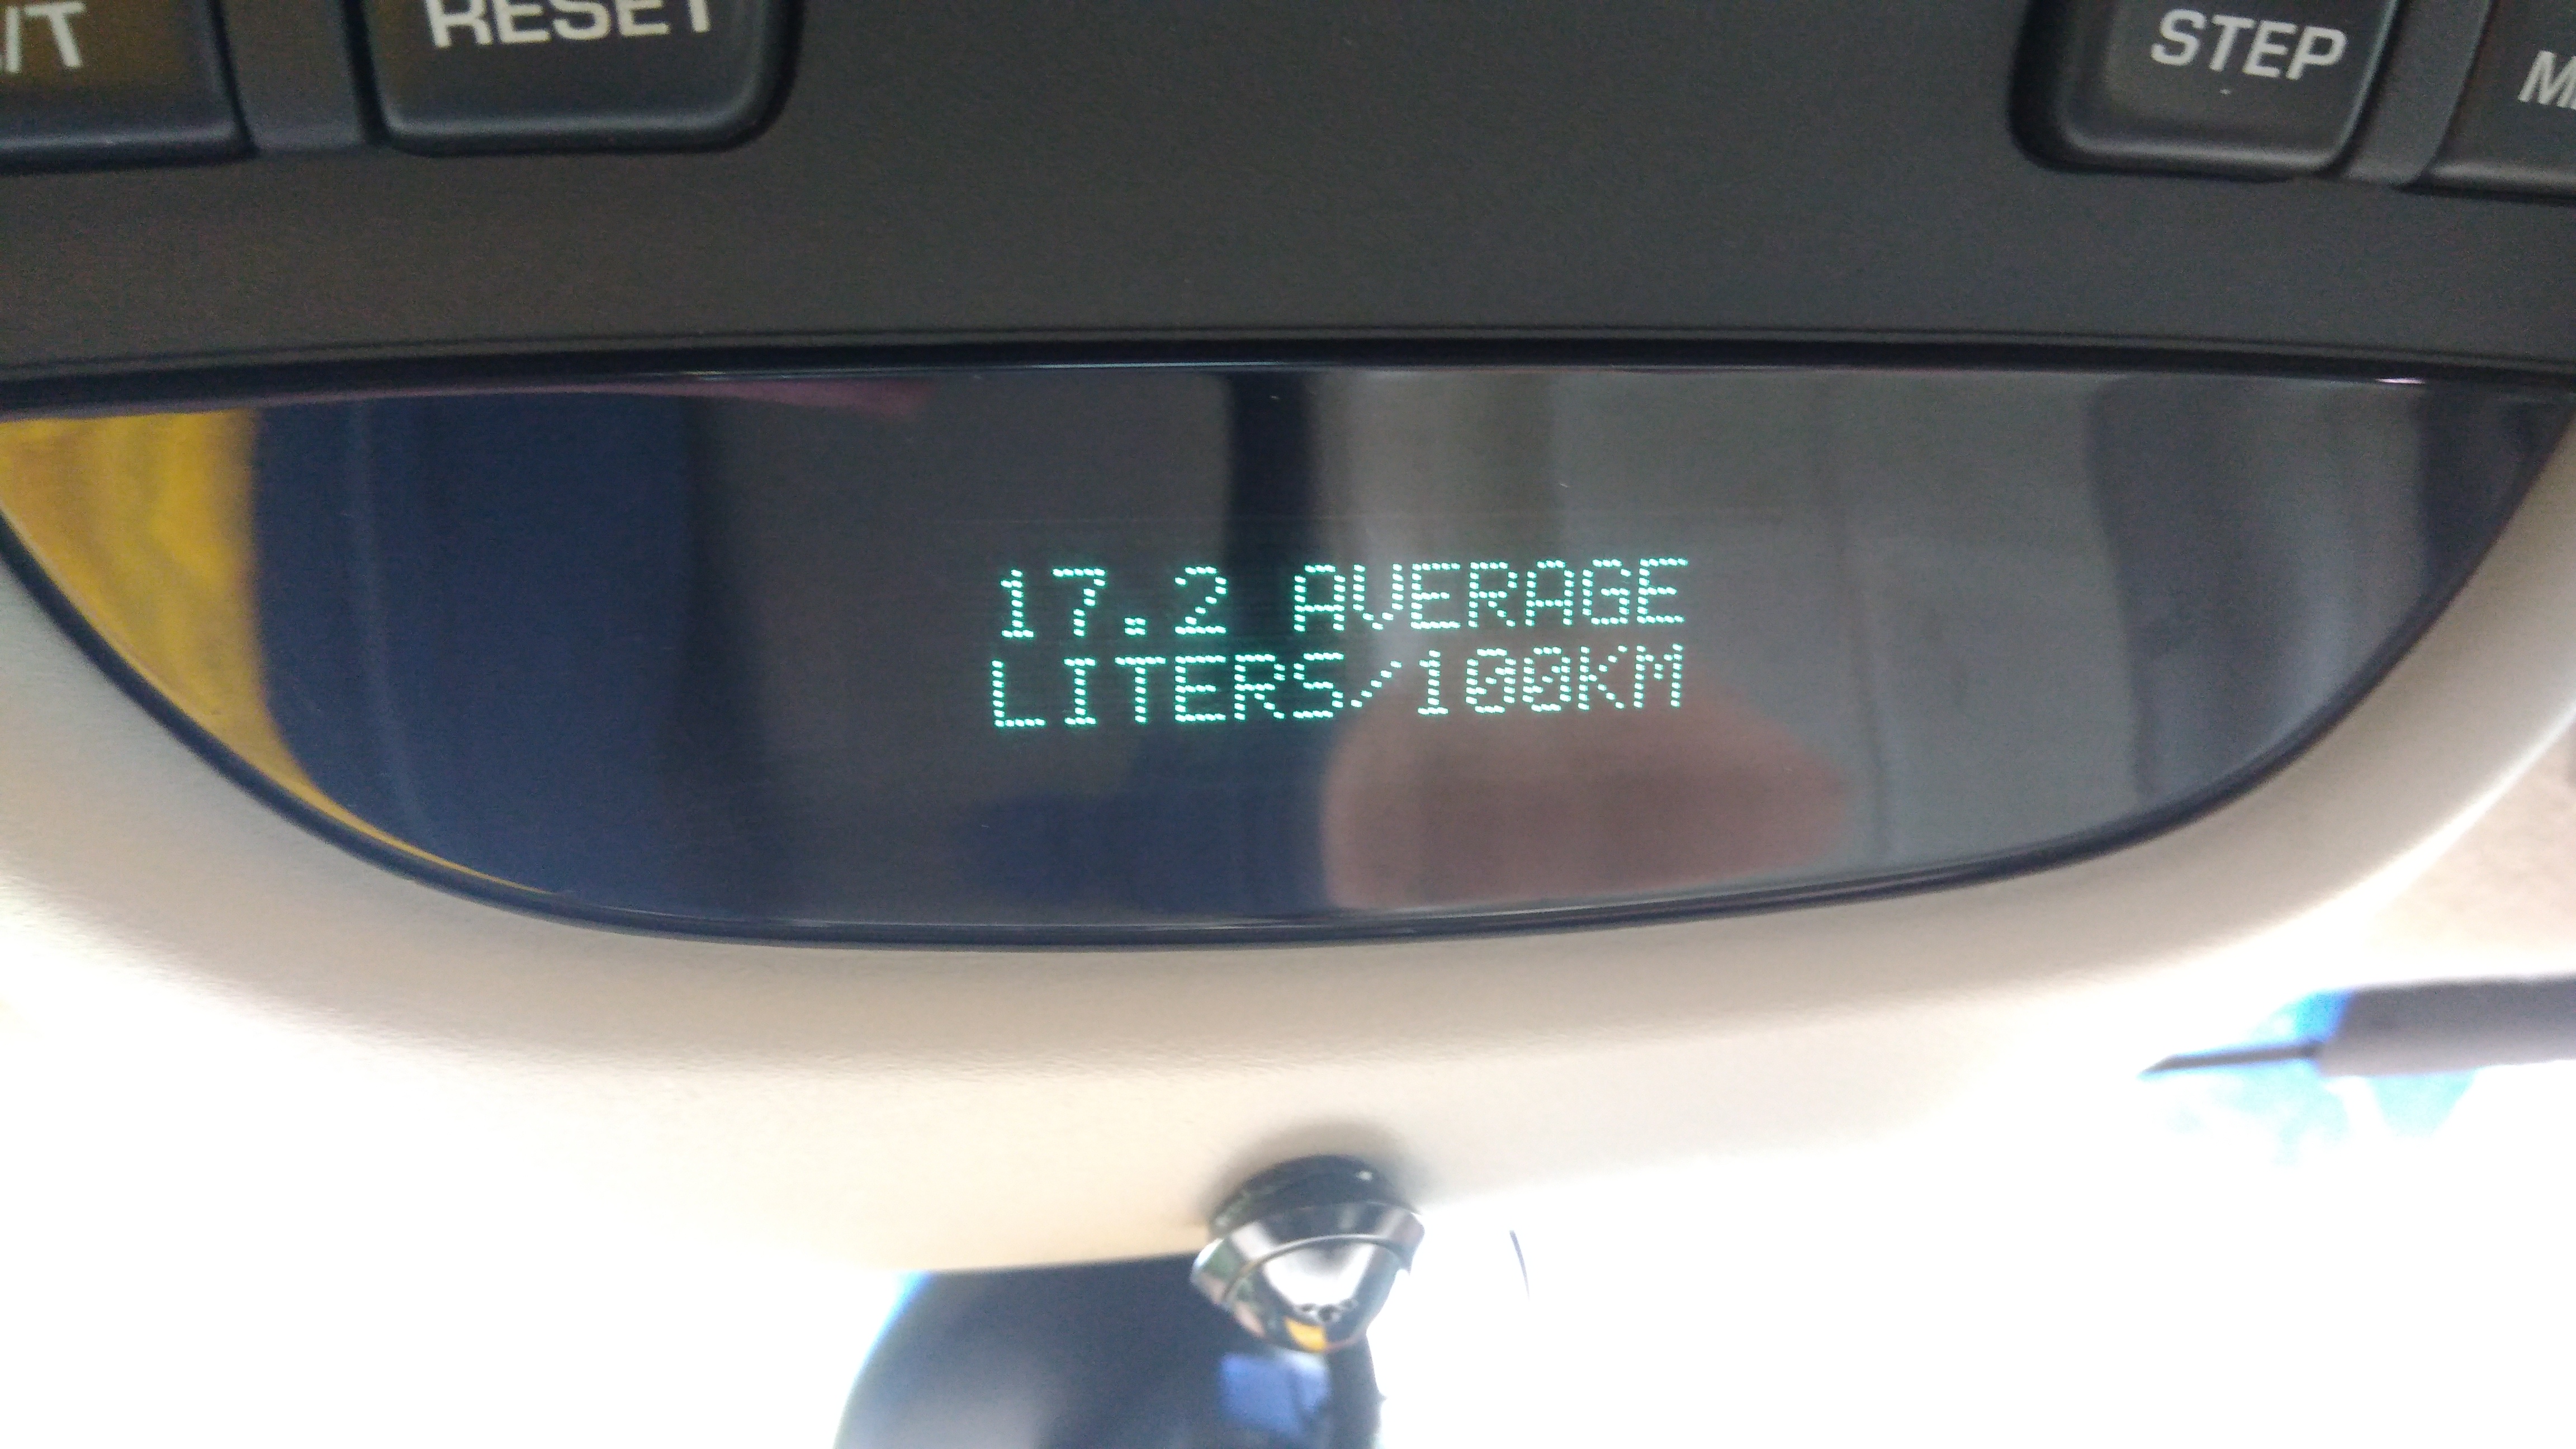 /T RESET STEP
17.2 AVERAGE
LITERS/100KM